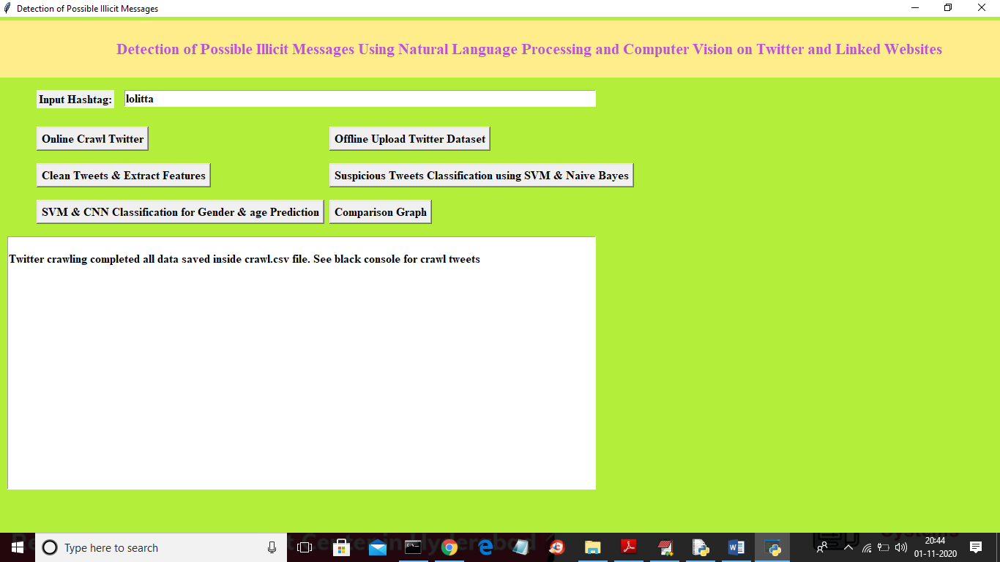 Detection of Possible Illicit Messages
Detection of Possible Illicit Messages Using Natural Language Processing and Computer Vision on Twitter and Linked Websites
Input Hashtag: lolitta
Online Crawl Twitter Offline Upload Twitter Dataset
Clean Tweets & Extract Features Suspicious Tweets Classification using SVM & Naive Bayes
SVM & CNN Classification for Gender & age Prediction Comparison Graph
Twitter crawling completed all data saved inside crawl.csv file. See black console for crawl tweets
Type here to search
20:44
01-11-2020